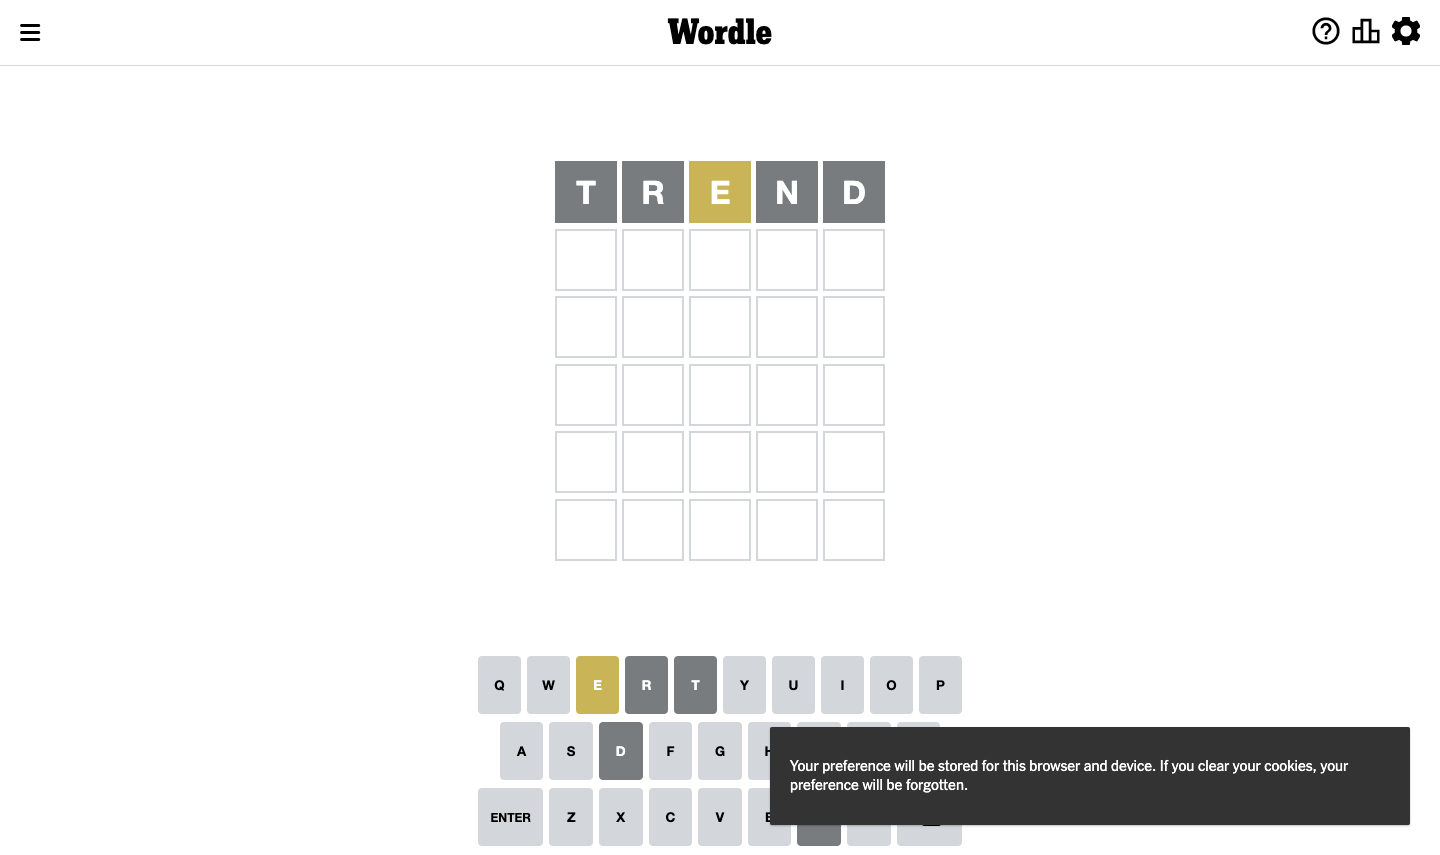 Wordle
T R E N D
Q W E R T Y U I O P
A S D F G
ENTER Z X C V
Your preference will be stored for this browser and device. If you clear your cookies, your
preference will be forgotten.